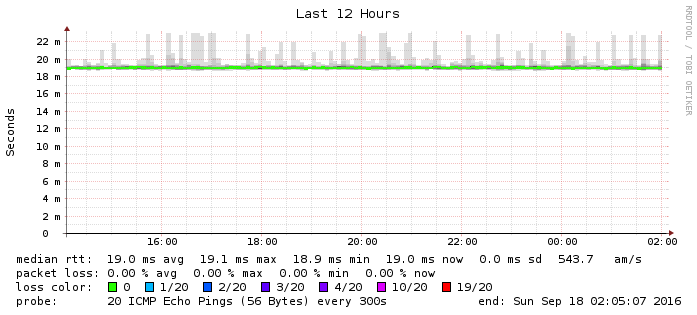 Last 12 Hours
RRDTOOL / TOBI OETIKER
Seconds
22 m
20 m
18 m
16 m
14 m
12 m
10 m
8 m
6 m
4 m
2 m
0
16:00 18:00 20:00 22:00 00:00 02:00
median rtt: 19.0 ms avg 19.1 ms max 18.9 ms min 19.0 ms now 0.0 ms sd 543.7 am/s
packet loss: 0.00 % avg 0.00 % max 0.00 % min 0.00 % now
loss color: 0 1/20 2/20 3/20 4/20 10/20 19/20
probe: 20 ICMP Echo Pings (56 Bytes) every 300s end: Sun Sep 18 02:05:07 2016